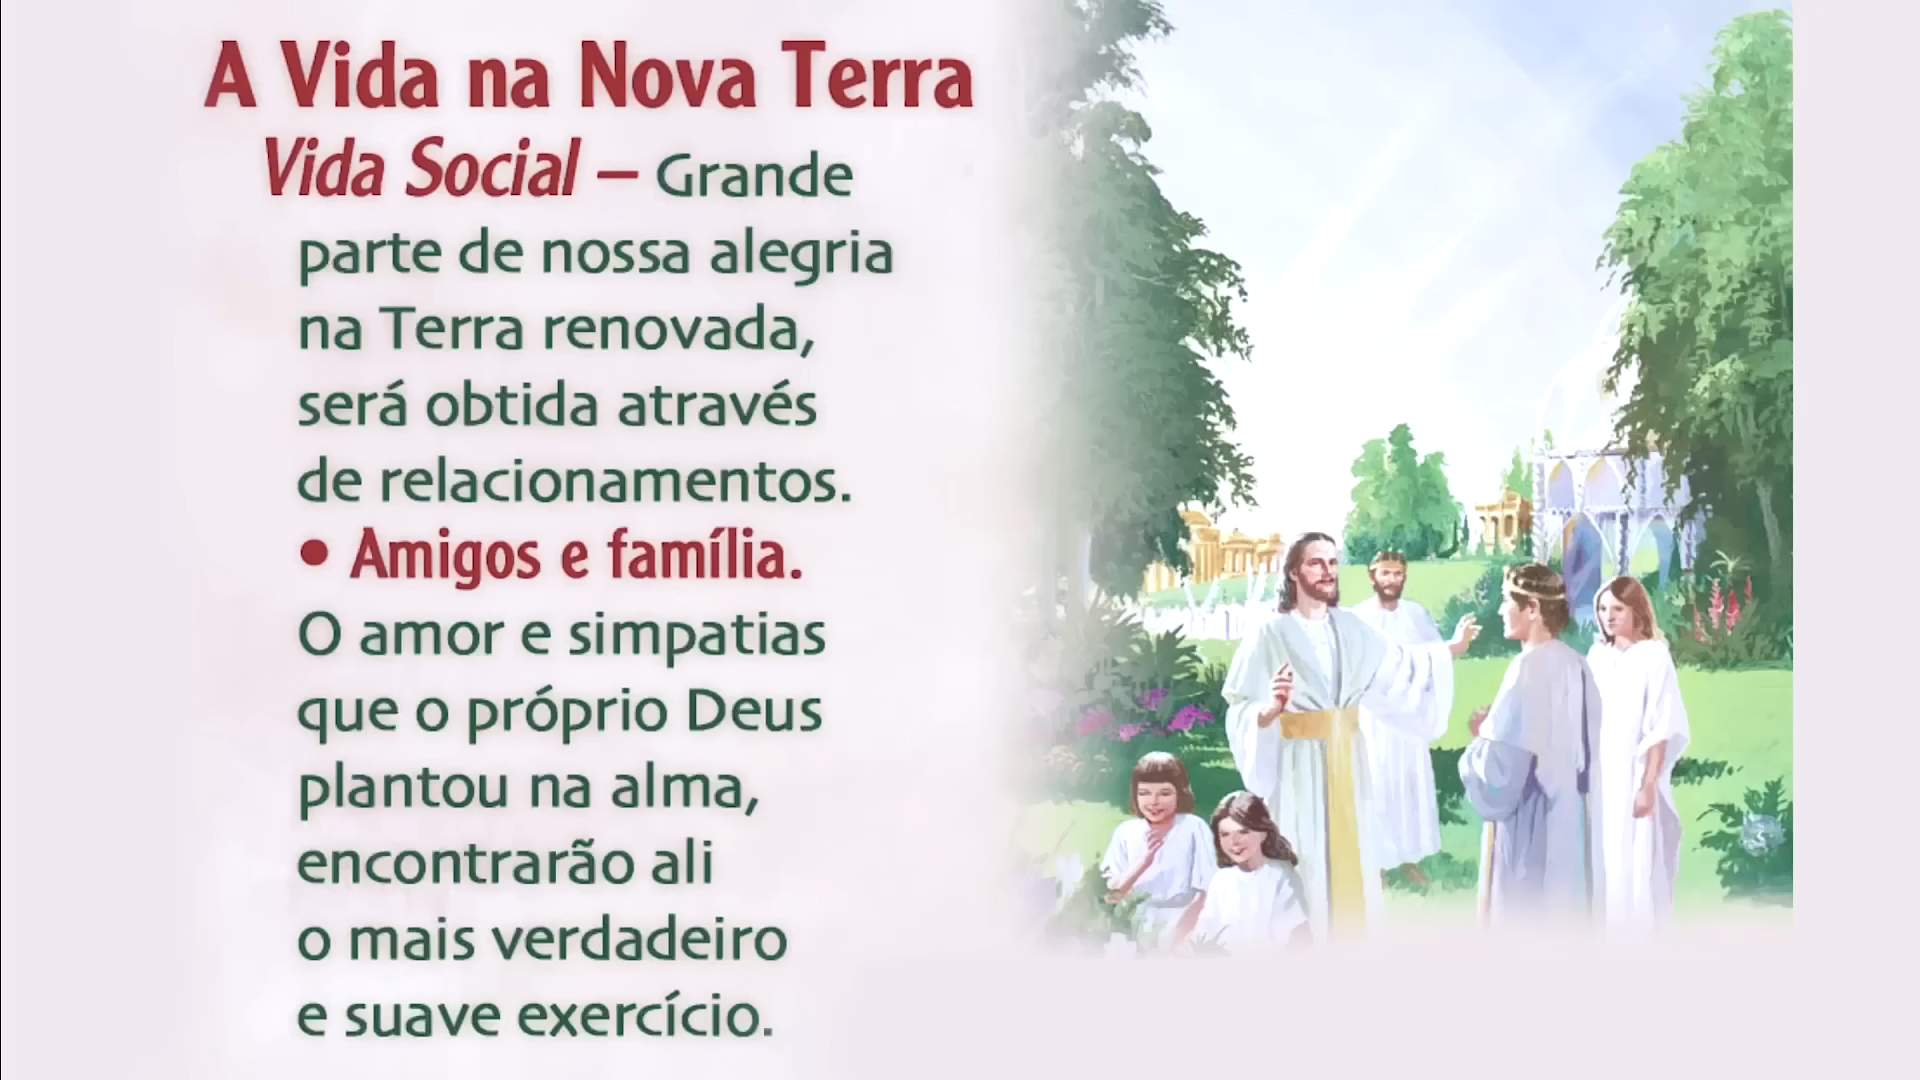 A Vida na Nova Terra
Vida Social – Grande
parte de nossa alegria
na Terra renovada,
será obtida através
de relacionamentos.
• Amigos e família.
O amor e simpatias
que o próprio Deus
plantou na alma,
encontrarão ali
o mais verdadeiro
e suave exercício.